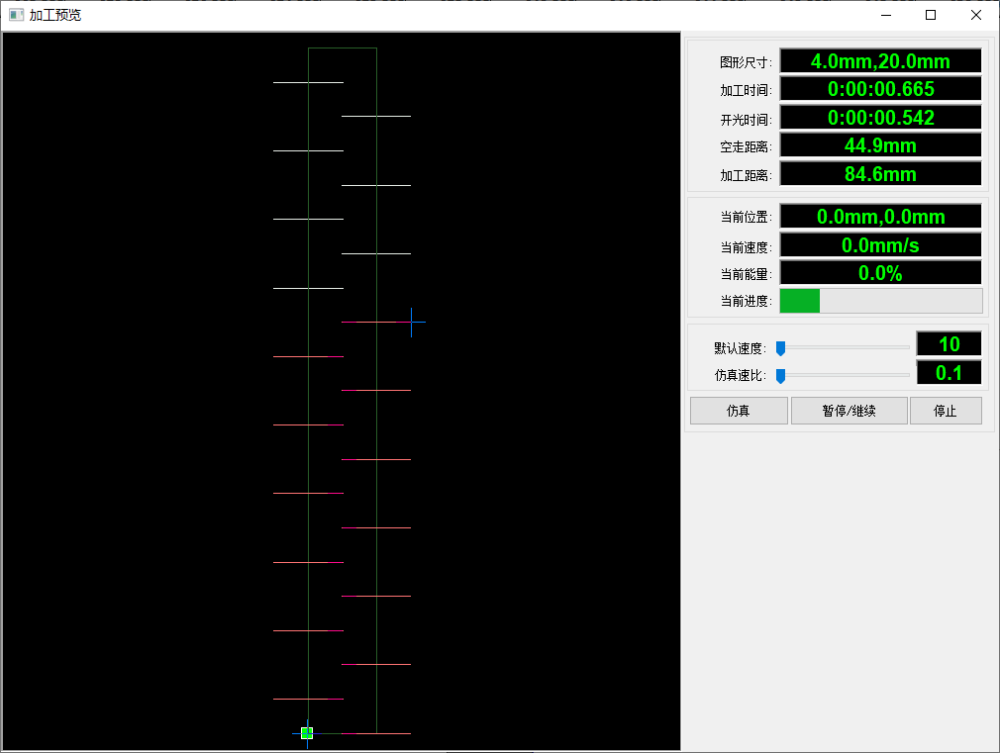 加工预览
图形尺寸: 4.0mm,20.0mm
加工时间: 0:00:00.665
开光时间: 0:00:00.542
空走距离: 44.9mm
加工距离: 84.6mm
当前位置: 0.0mm,0.0mm
当前速度: 0.0mm/s
当前能量: 0.0%
当前进度:
默认速度: 10
仿真速比: 0.1
仿真 暂停/继续 停止